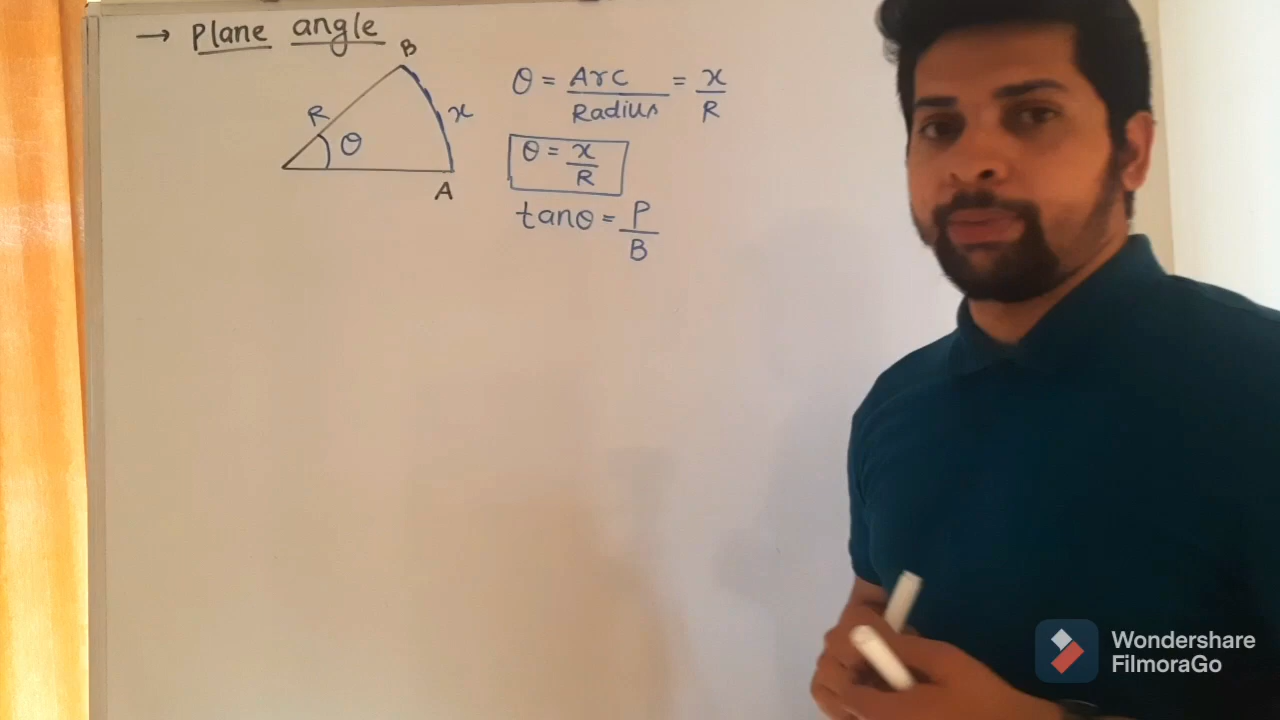 → Plane angle
B
R
θ
x
A
θ = Arc / Radius = x / R
θ = x / R
tanθ = P / B
Wondershare
FilmoraGo